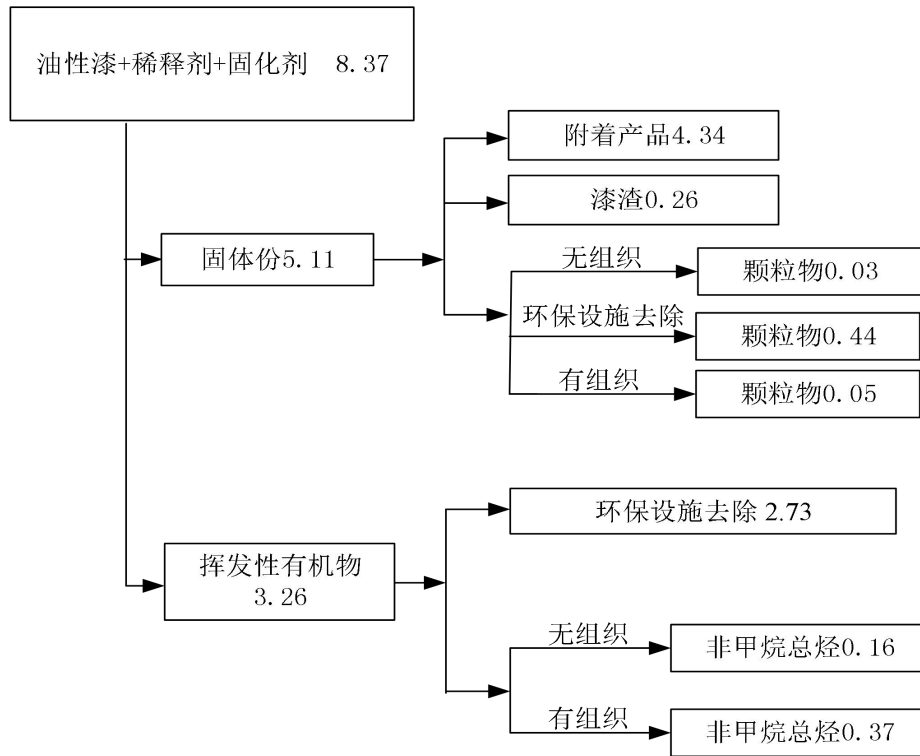 油性漆+稀释剂+固化剂 8.37
附着产品4.34
漆渣0.26
固体份5.11
无组织
颗粒物0.03
环保设施去除
颗粒物0.44
有组织
颗粒物0.05
环保设施去除 2.73
挥发性有机物
3.26
无组织
非甲烷总烃0.16
有组织
非甲烷总烃0.37